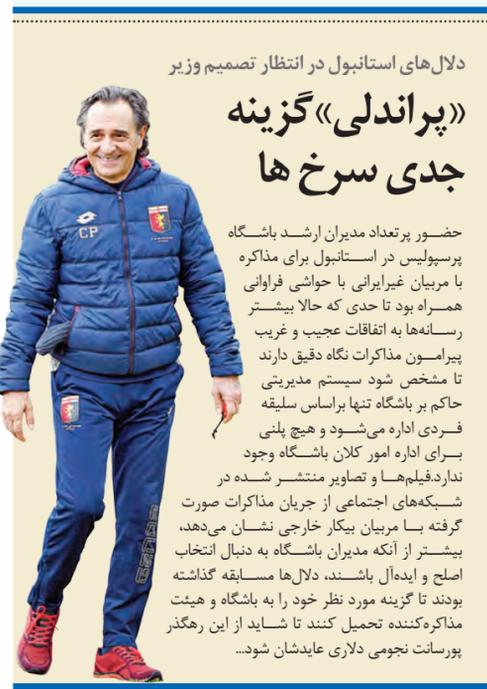 دلال‌های استانبول در انتظار تصمیم وزیر
«پراندلی» گزینه
جدی سرخ ها
حضور پرتعداد مدیران ارشد باشگاه
پرسپولیس در استانبول برای مذاکره
با مربیان غیرایرانی با حواشی فراوانی
همراه بود تا حدی که حالا بیشتر
رسانه‌ها به اتفاقات عجیب و غریب
پیرامون مذاکرات نگاه دقیق دارند
تا مشخص شود سیستم مدیریتی
حاکم بر باشگاه تنها براساس سلیقه
فردی اداره می‌شود و هیچ پلنی
برای اداره امور کلان باشگاه وجود
ندارد.فیلم‌ها و تصاویر منتشر شده در
شبکه‌های اجتماعی از جریان مذاکرات صورت
گرفته با مربیان بیکار خارجی نشان می‌دهد،
بیشتر از آنکه مدیران باشگاه به دنبال انتخاب
اصلح و ایده‌آل باشند، دلال‌ها مسابقه گذاشته
بودند تا گزینه مورد نظر خود را به باشگاه و هیئت
مذاکره‌کننده تحمیل کنند تا شاید از این رهگذر
پورسانت نجومی دلاری عایدشان شود...
CP